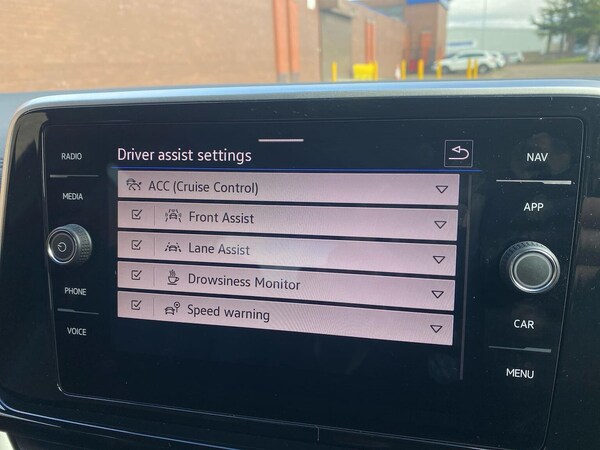 RADIO
MEDIA
PHONE
VOICE
Driver assist settings
ACC (Cruise Control)
Front Assist
Lane Assist
Drowsiness Monitor
Speed warning
NAV
APP
CAR
MENU